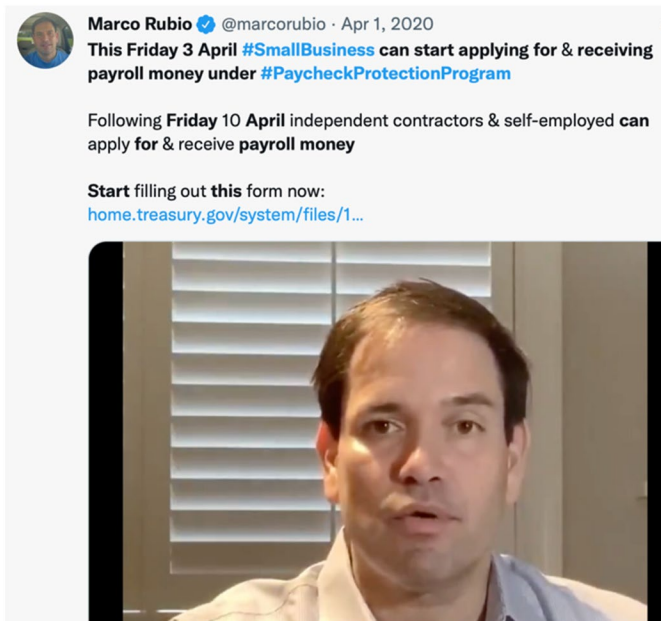 Marco Rubio @marcorubio · Apr 1, 2020
This Friday 3 April #SmallBusiness can start applying for & receiving
payroll money under #PaycheckProtectionProgram
Following Friday 10 April independent contractors & self-employed can
apply for & receive payroll money
Start filling out this form now:
home.treasury.gov/system/files/1...